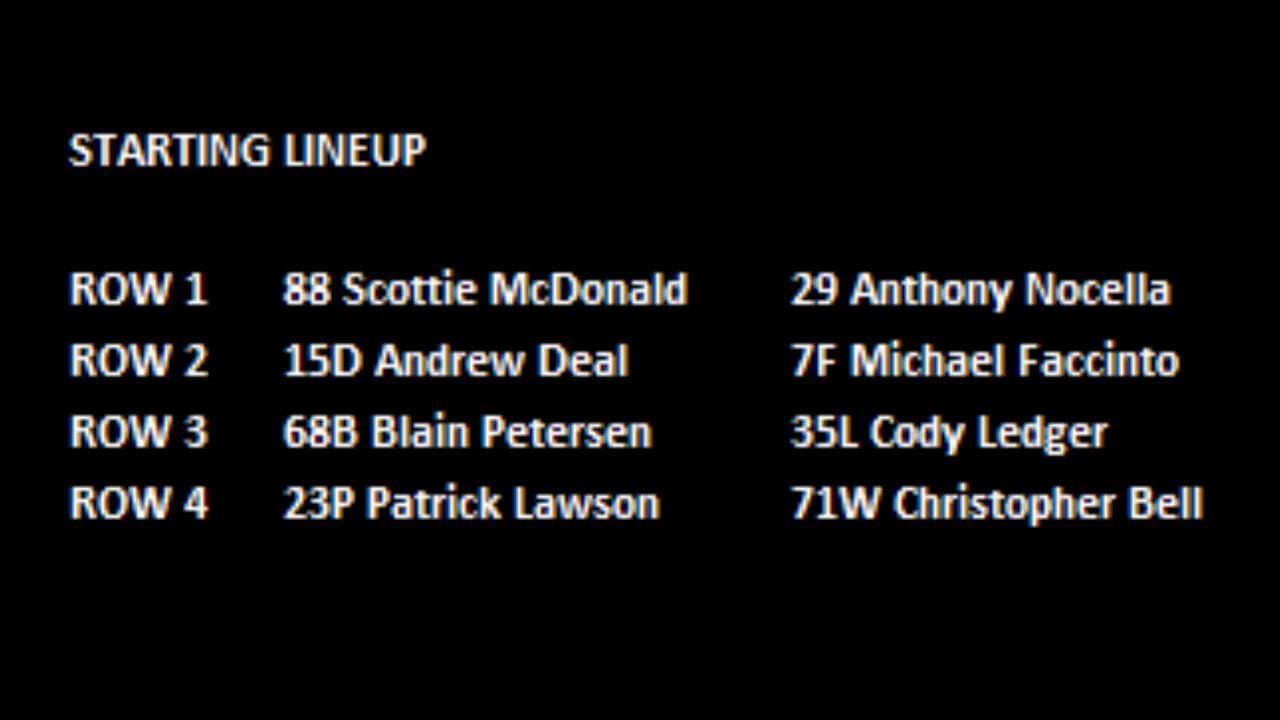 STARTING LINEUP
ROW 1 88 Scottie McDonald 29 Anthony Nocella
ROW 2 15D Andrew Deal 7F Michael Faccinto
ROW 3 68B Blain Petersen 35L Cody Ledger
ROW 4 23P Patrick Lawson 71W Christopher Bell